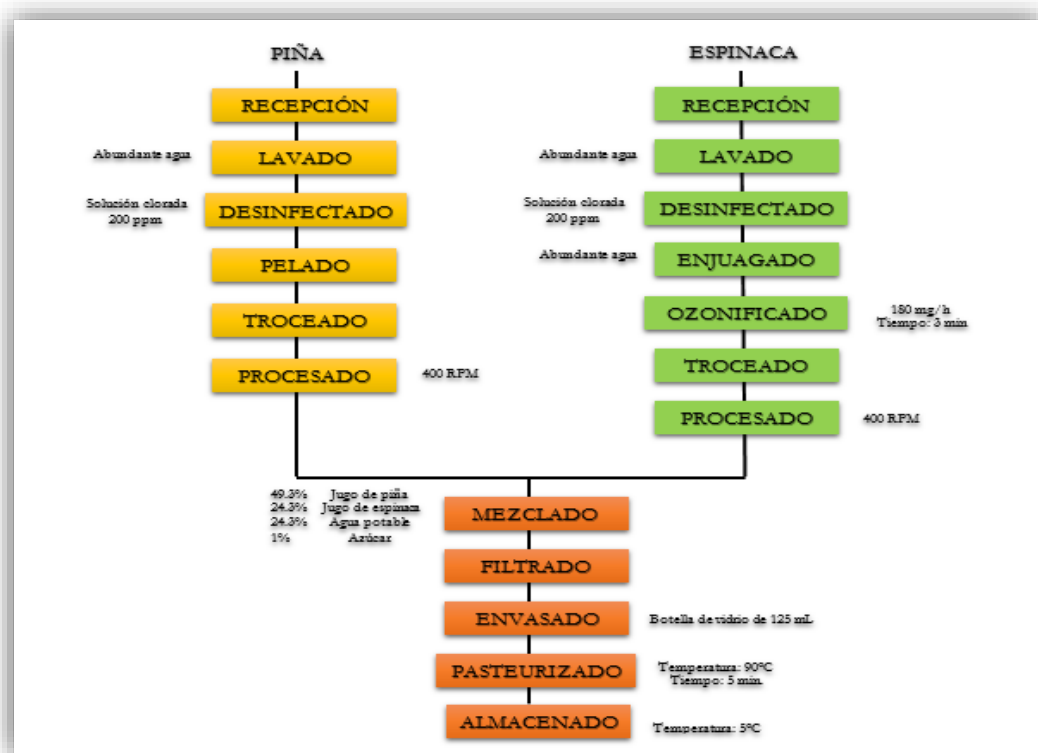 PIÑA
RECEPCIÓN
Abundante agua
LAVADO
Solución clorada
200 ppm
DESINFECTADO
PELADO
TROCEADO
PROCESADO
400 RPM
ESPINACA
RECEPCIÓN
Abundante agua
LAVADO
Solución clorada
200 ppm
DESINFECTADO
Abundante agua
ENJUAGADO
OZONIFICADO
180 mg/h
Tiempo: 3 min
TROCEADO
PROCESADO
400 RPM
49.3% Jugo de piña
24.3% Jugo de espinaca
24.3% Agua potable
1% Azúcar
MEZCLADO
FILTRADO
ENVASADO
Botella de vidrio de 125 mL
PASTEURIZADO
Temperatura: 90°C
Tiempo: 5 min.
ALMACENADO
Temperatura: 5°C